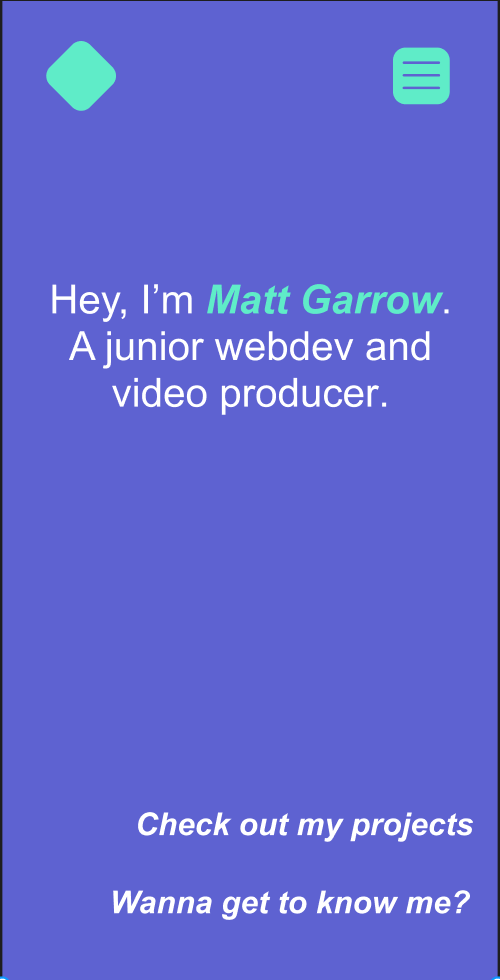 Hey, I’m Matt Garrow.
A junior webdev and
video producer.
Check out my projects
Wanna get to know me?